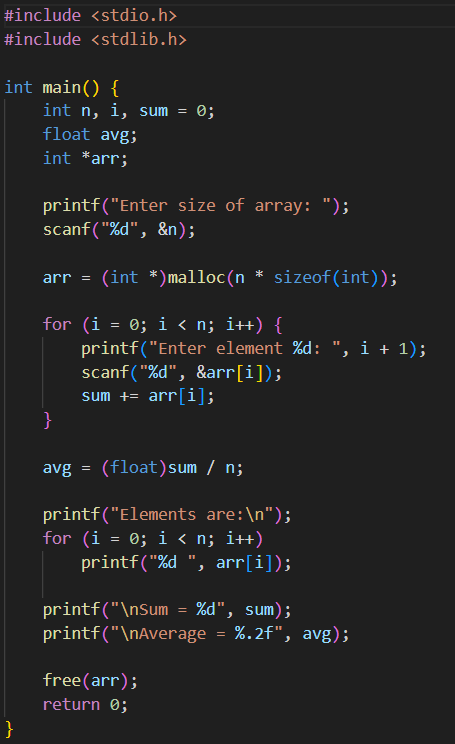 #include <stdio.h>
#include <stdlib.h>

int main() {
    int n, i, sum = 0;
    float avg;
    int *arr;

    printf("Enter size of array: ");
    scanf("%d", &n);

    arr = (int *)malloc(n * sizeof(int));

    for (i = 0; i < n; i++) {
        printf("Enter element %d: ", i + 1);
        scanf("%d", &arr[i]);
        sum += arr[i];
    }

    avg = (float)sum / n;

    printf("Elements are:\n");
    for (i = 0; i < n; i++)
        printf("%d ", arr[i]);

    printf("\nSum = %d", sum);
    printf("\nAverage = %.2f", avg);

    free(arr);
    return 0;
}